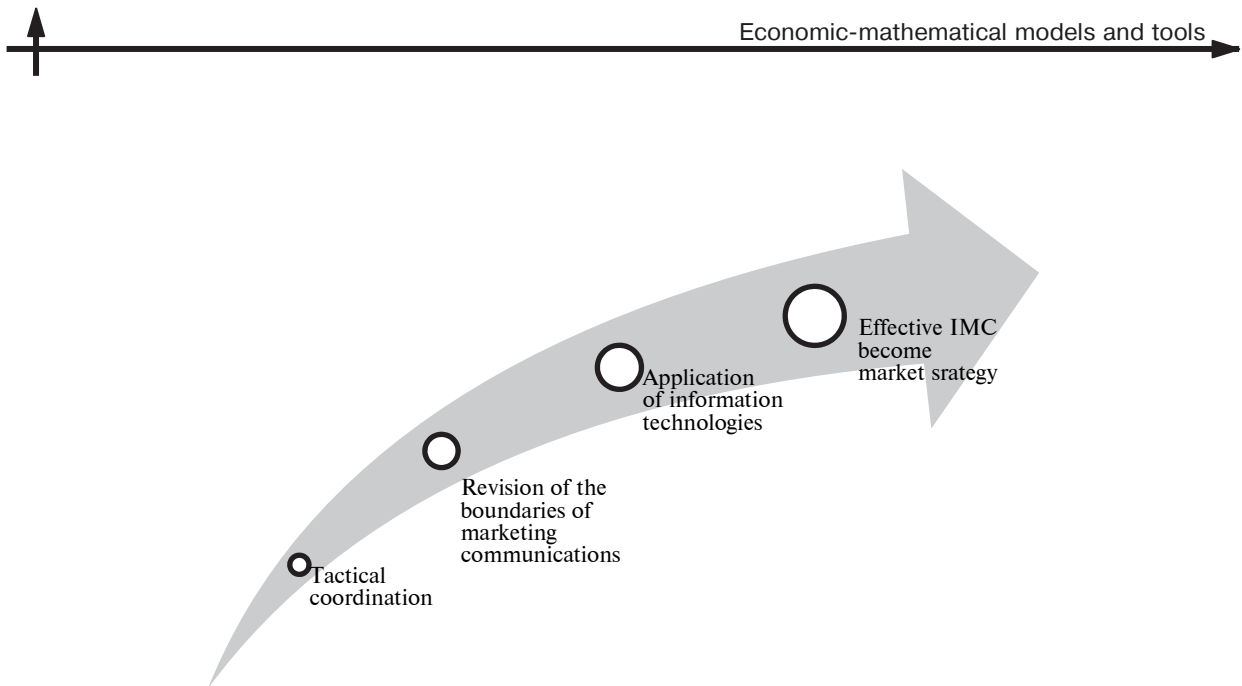 Economic-mathematical models and tools
Effective IMC
become
market srategy
Application
of information
technologies
Revision of the
boundaries of
marketing
communications
Tactical
coordination